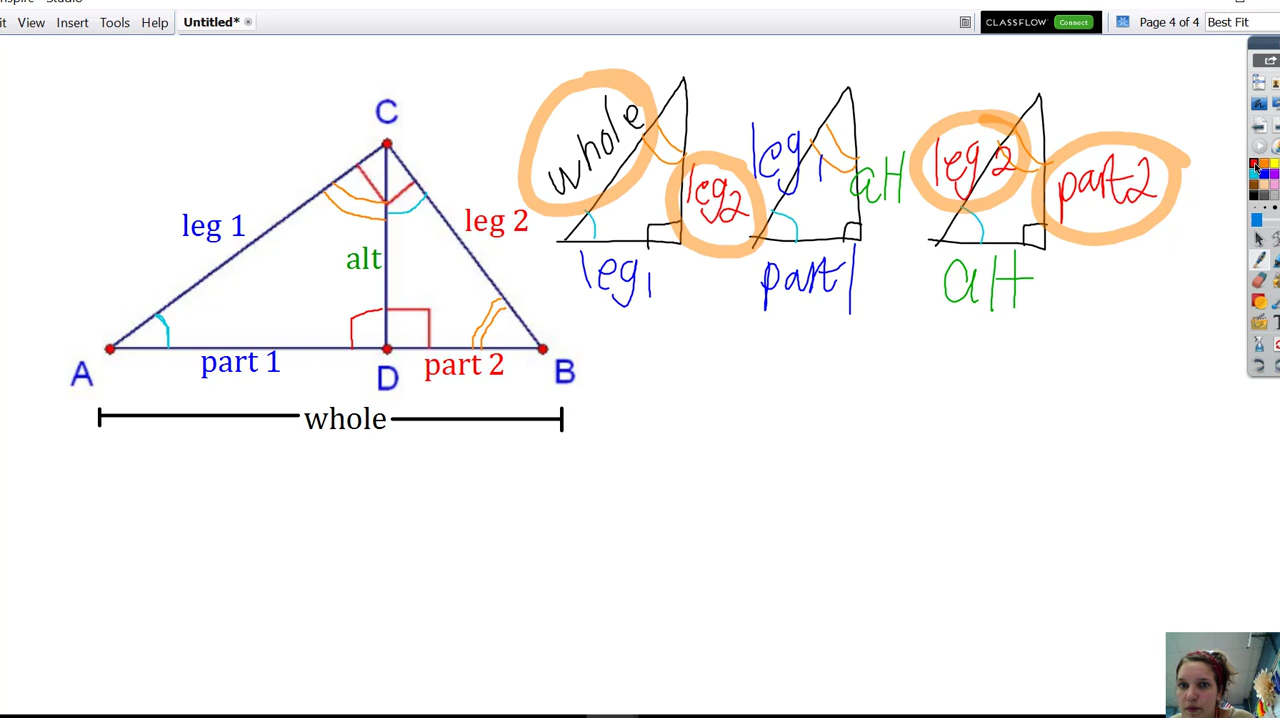 View Insert Tools Help Untitled*
CLASSFLOW Connect Page 4 of 4 Best Fit
C
leg 1
leg 2
alt
part 1
part 2
A
D
B
whole
whole
leg2
leg1
leg1
alt
part1
leg2
part2
alt